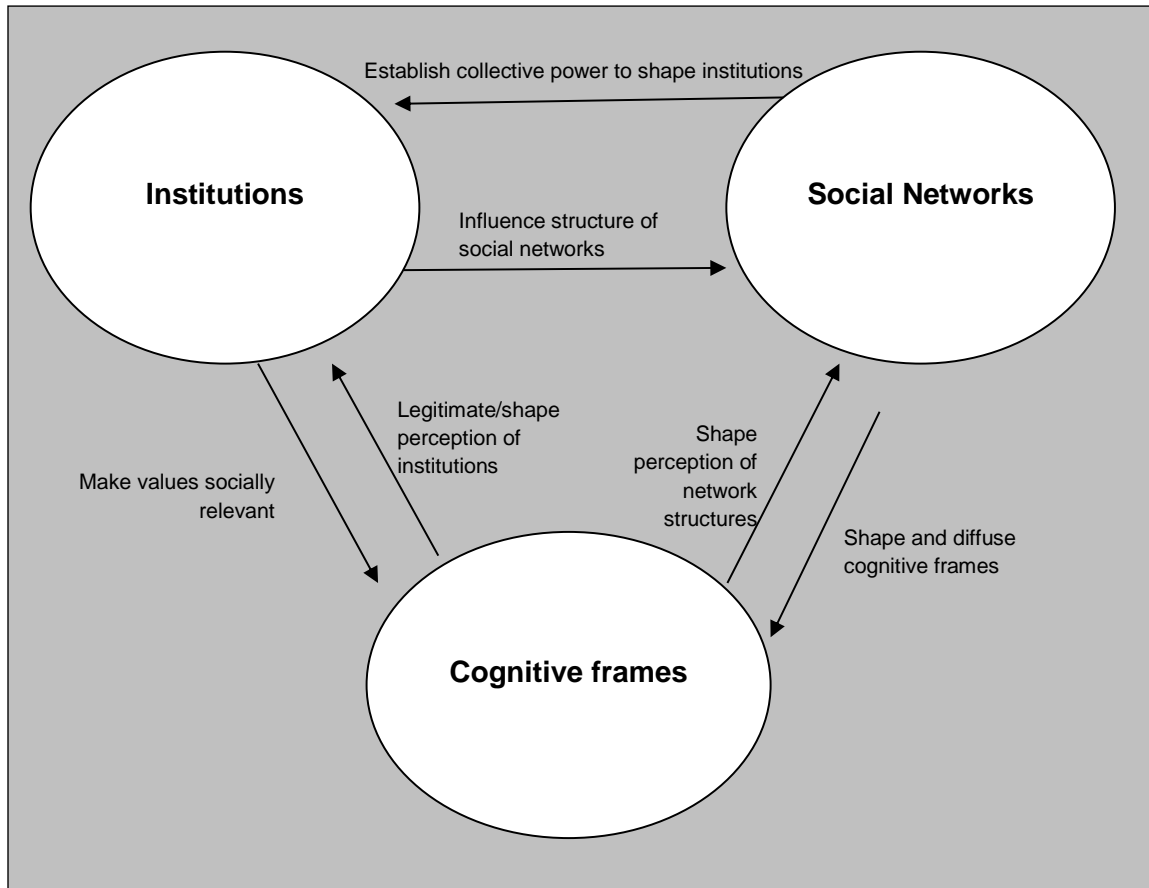 Establish collective power to shape institutions
Institutions
Social Networks
Influence structure of
social networks
Legitimate/shape
perception of
institutions
Shape
perception of
network
structures
Make values socially
relevant
Shape and diffuse
cognitive frames
Cognitive frames